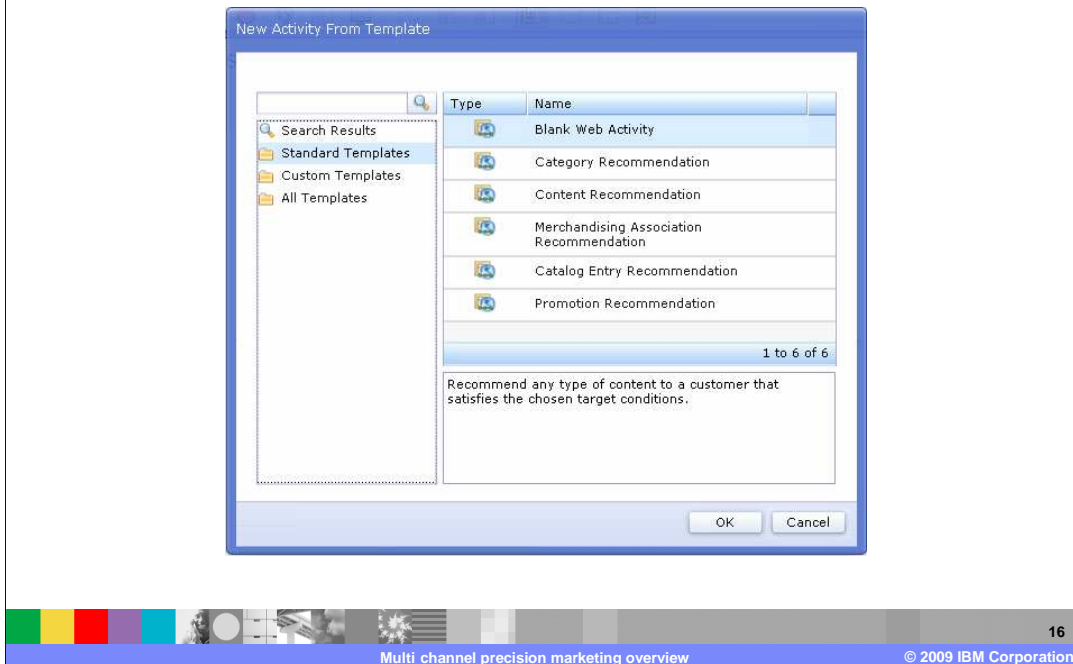 New Activity From Template
Search Results
Standard Templates
Custom Templates
All Templates
Type Name
Blank Web Activity
Category Recommendation
Content Recommendation
Merchandising Association
Recommendation
Catalog Entry Recommendation
Promotion Recommendation
1 to 6 of 6
Recommend any type of content to a customer that
satisfies the chosen target conditions.
OK Cancel
16
Multi channel precision marketing overview © 2009 IBM Corporation